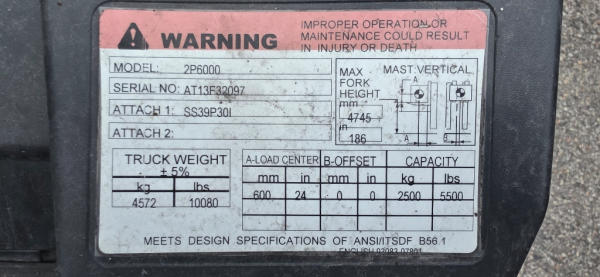 WARNING
IMPROPER OPERATION OR
MAINTENANCE COULD RESULT
IN INJURY OR DEATH
MODEL: 2P6000
SERIAL NO: AT13F32097
ATTACH 1: SS39P30I
ATTACH 2:
MAX
FORK
HEIGHT
mm
4745
in
186
MAST VERTICAL
A
A
B
TRUCK WEIGHT
± 5%
kg lbs
4572 10080
A-LOAD CENTER B-OFFSET CAPACITY
mm in mm in kg lbs
600 24 0 0 2500 5500
MEETS DESIGN SPECIFICATIONS OF ANSI/ITSDF B56.1
ENGLISH 93083-07801